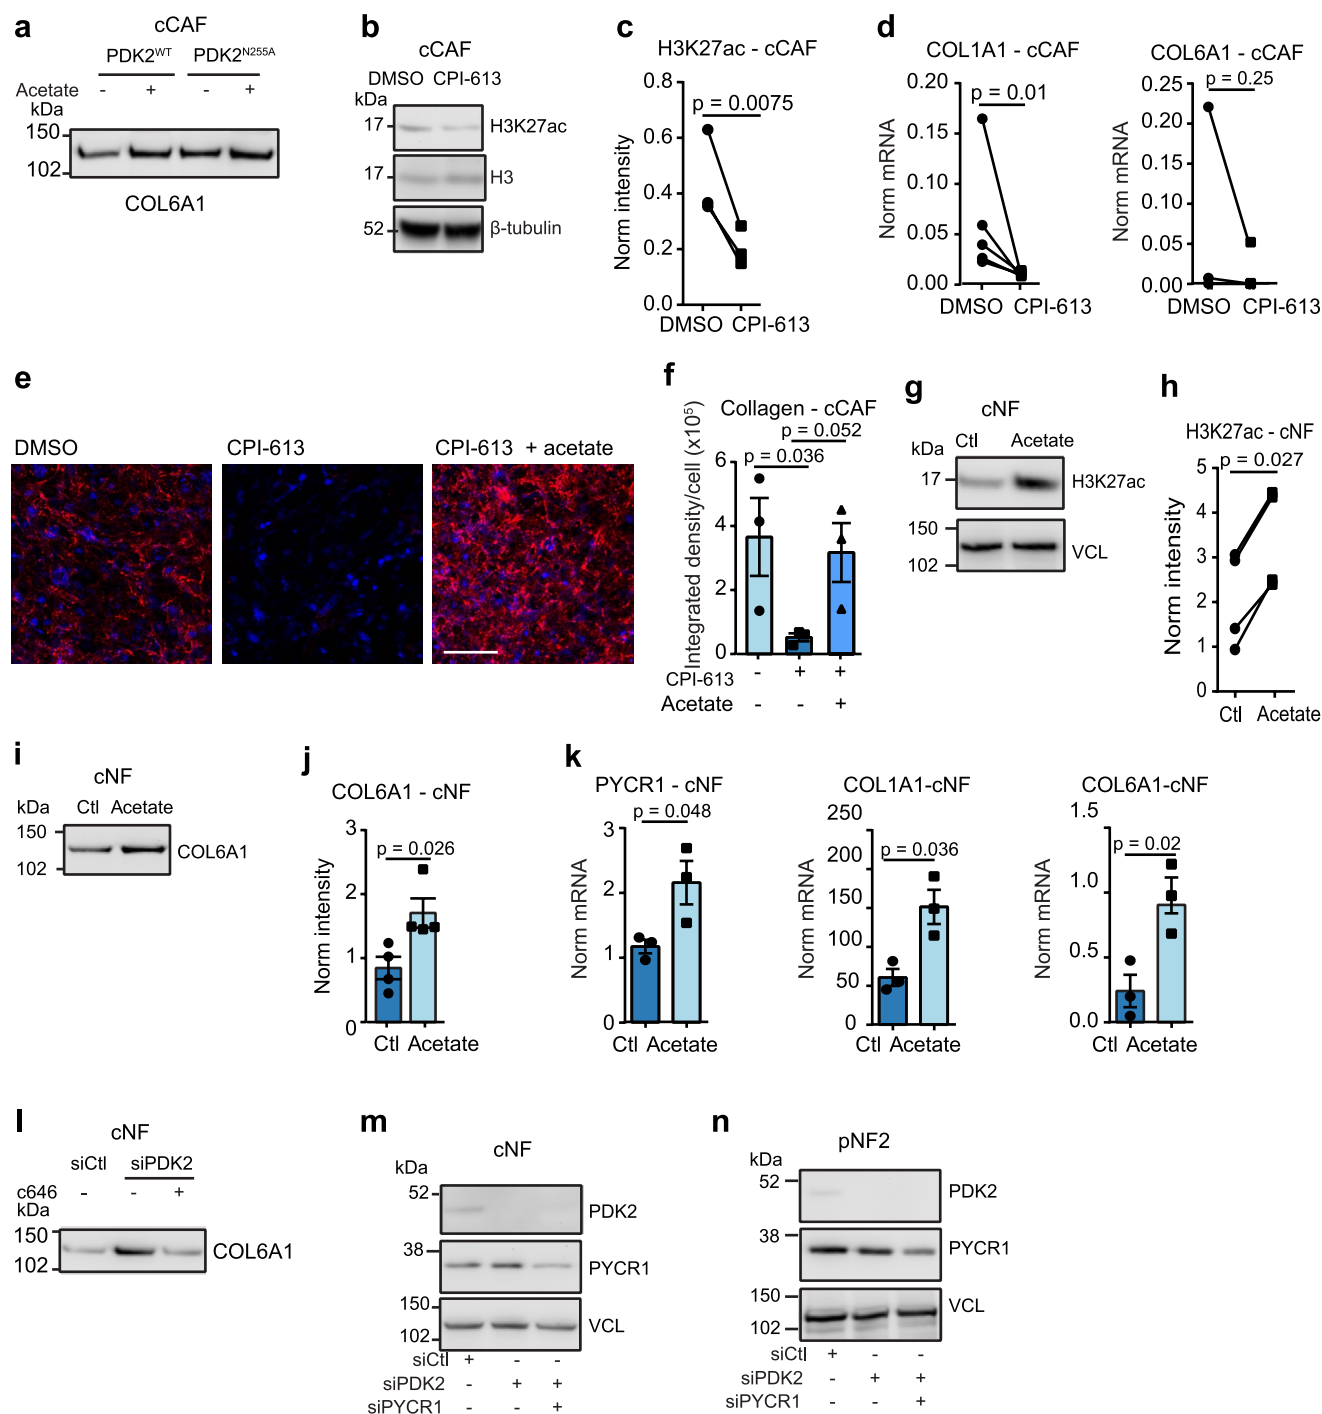 a
cCAF
PDK2WT PDK2N255A
Acetate - + - +
kDa
150
102
COL6A1
b
cCAF
DMSO CPI-613
kDa
17 H3K27ac
17 H3
52 β-tubulin
c
H3K27ac - cCAF
p = 0.0075
Norm intensity
0.8
0.6
0.4
0.2
0.0
DMSO CPI-613
d
COL1A1 - cCAF
p = 0.01
Norm mRNA
0.20
0.15
0.10
0.05
0.00
DMSO CPI-613
COL6A1 - cCAF
p = 0.25
Norm mRNA
0.25
0.20
0.15
0.10
0.05
0.00
DMSO CPI-613
e
DMSO CPI-613 CPI-613 + acetate
f
Collagen - cCAF
p = 0.052
p = 0.036
Integrated density/cell (x10⁵)
6
4
2
0
CPI-613 - + +
Acetate - - +
g
cNF
kDa Ctl Acetate
17 H3K27ac
150
VCL
102
h
H3K27ac - cNF
p = 0.027
Norm intensity
5
4
3
2
1
0
Ctl Acetate
i
cNF
kDa Ctl Acetate
150
COL6A1
102
j
COL6A1 - cNF
p = 0.026
Norm intensity
3
2
1
0
Ctl Acetate
k
PYCR1 - cNF
p = 0.048
Norm mRNA
3
2
1
0
Ctl Acetate
COL1A1-cNF
p = 0.036
Norm mRNA
250
200
150
100
50
0
Ctl Acetate
COL6A1-cNF
p = 0.02
Norm mRNA
1.5
1.0
0.5
0.0
Ctl Acetate
l
cNF
siCtl siPDK2
c646 - - +
kDa
150
COL6A1
102
m
cNF
kDa
52
PDK2
38
PYCR1
150
VCL
102
siCtl + - -
siPDK2 - + +
siPYCR1 - - +
n
pNF2
kDa
52
PDK2
38
PYCR1
150
VCL
102
siCtl + - -
siPDK2 - + +
siPYCR1 - - +